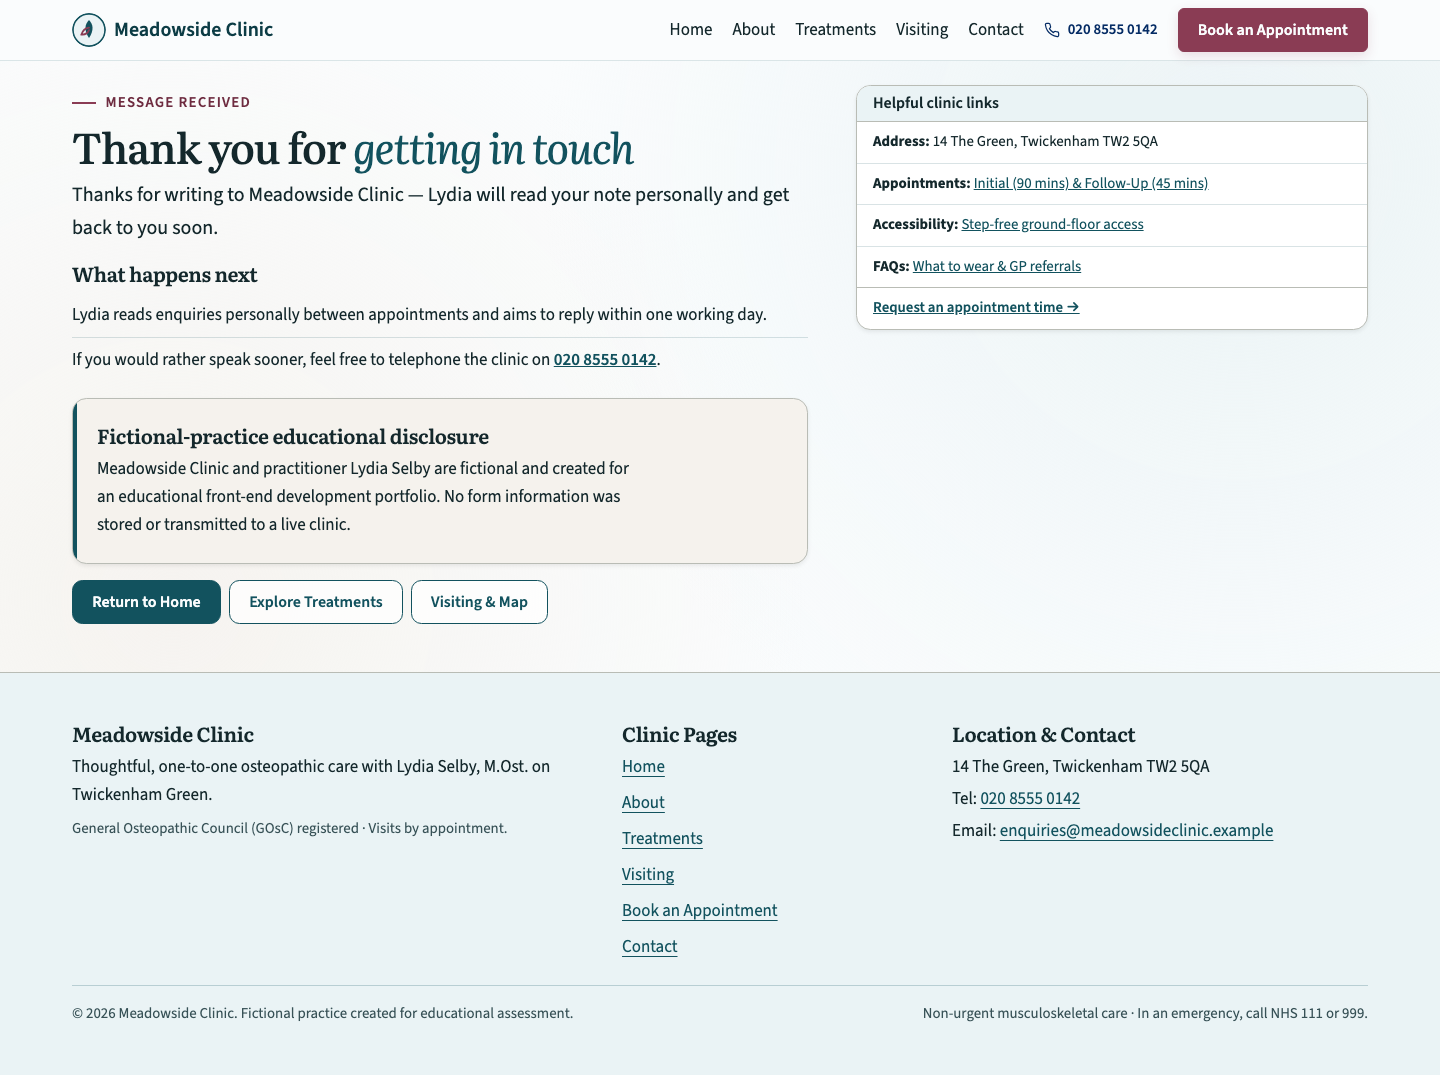 Meadowside Clinic
Home
About
Treatments
Visiting
Contact
020 8555 0142
Book an Appointment
MESSAGE RECEIVED
Thank you for getting in touch
Thanks for writing to Meadowside Clinic — Lydia will read your note personally and get
back to you soon.
What happens next
Lydia reads enquiries personally between appointments and aims to reply within one working day.
If you would rather speak sooner, feel free to telephone the clinic on 020 8555 0142.
Fictional-practice educational disclosure
Meadowside Clinic and practitioner Lydia Selby are fictional and created for
an educational front-end development portfolio. No form information was
stored or transmitted to a live clinic.
Return to Home
Explore Treatments
Visiting & Map
Helpful clinic links
Address: 14 The Green, Twickenham TW2 5QA
Appointments: Initial (90 mins) & Follow-Up (45 mins)
Accessibility: Step-free ground-floor access
FAQs: What to wear & GP referrals
Request an appointment time →
Meadowside Clinic
Thoughtful, one-to-one osteopathic care with Lydia Selby, M.Ost. on
Twickenham Green.
General Osteopathic Council (GOsC) registered · Visits by appointment.
Clinic Pages
Home
About
Treatments
Visiting
Book an Appointment
Contact
Location & Contact
14 The Green, Twickenham TW2 5QA
Tel: 020 8555 0142
Email: enquiries@meadowsideclinic.example
© 2026 Meadowside Clinic. Fictional practice created for educational assessment.
Non-urgent musculoskeletal care · In an emergency, call NHS 111 or 999.